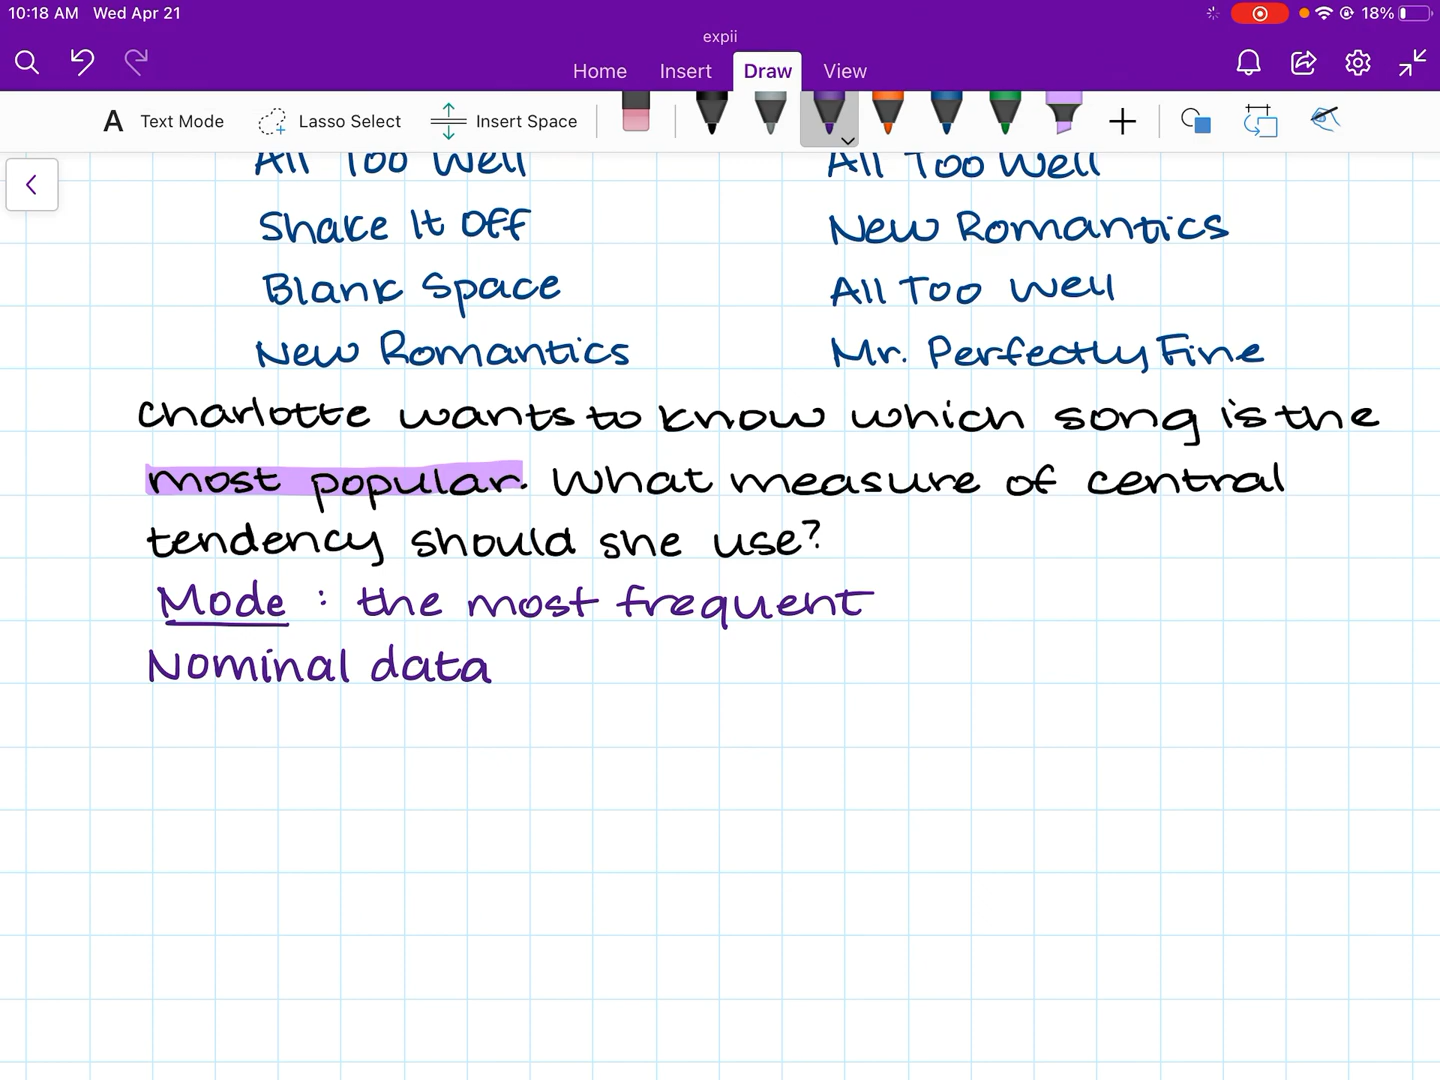 10:18 AM Wed Apr 21
18%
expii
Home Insert Draw View
A Text Mode Lasso Select Insert Space
All Too Well All Too Well
Shake It Off New Romantics
Blank Space All Too Well
New Romantics Mr. Perfectly Fine
Charlotte wants to know which song is the
most popular. What measure of central
tendency should she use?
Mode : the most frequent
Nominal data